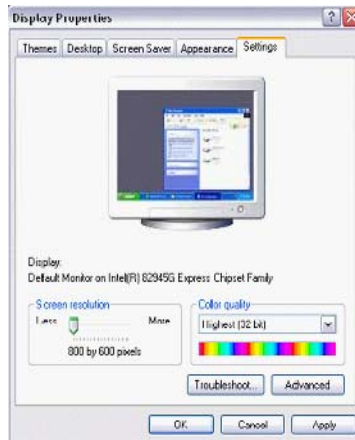 Display Properties
Themes Desktop Screen Saver Appearance Settings
Display:
Default Monitor on Intel(R) 82945G Express Chipset Family
Screen resolution
Less More
800 by 600 pixels
Color quality
Highest (32 bit)
Troubleshoot... Advanced
OK Cancel Apply